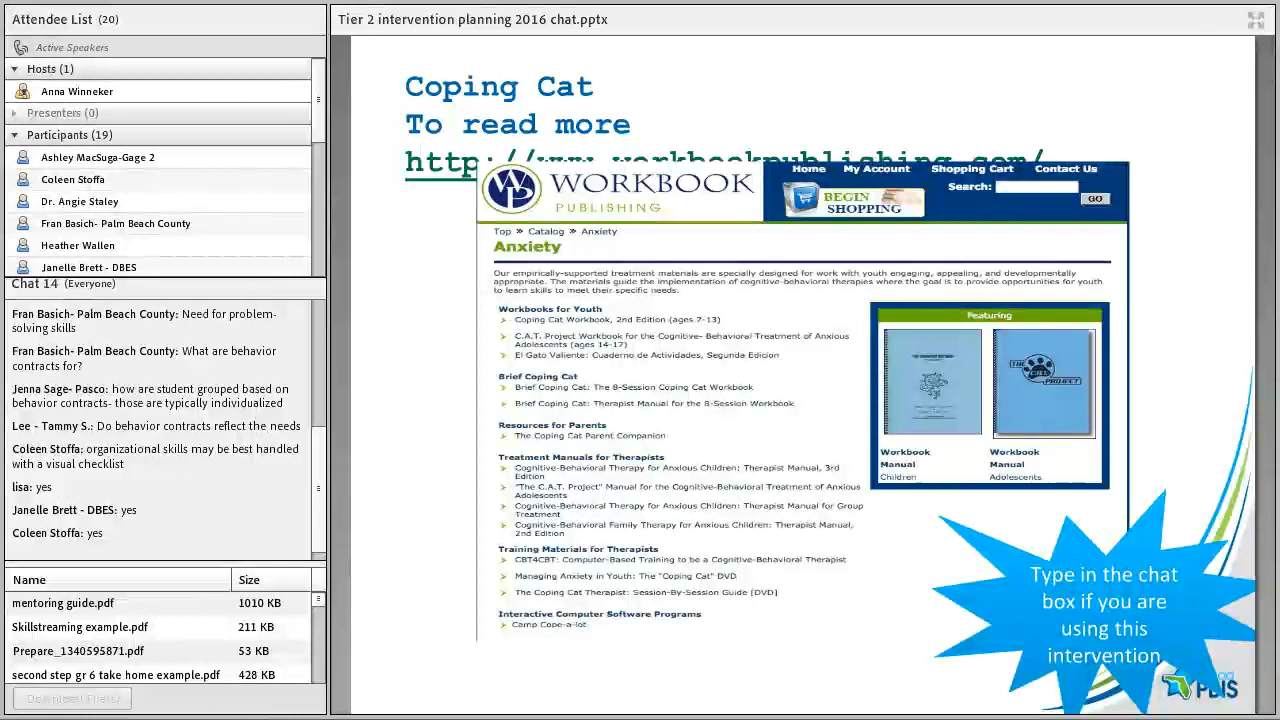 Attendee List (20)
Active Speakers
Hosts (1)
Anna Winneker
Presenters (0)
Participants (19)
Ashley MacSuga-Gage 2
Coleen Stoffa
Dr. Angie Staley
Fran Basich- Palm Beach County
Heather Wallen
Janelle Brett - DBES
Chat 14 (Everyone)
Fran Basich- Palm Beach County: Need for problem-
solving skills
Fran Basich- Palm Beach County: What are behavior
contracts for?
Jenna Sage- Pasco: how are student grouped based on
behavior contracts- those are typically individualized
Lee - Tammy S.: Do behavior contracts reflect the needs
Coleen Stoffa: organizational skills may be best handled
with a visual checklist
lisa: yes
Janelle Brett - DBES: yes
Coleen Stoffa: yes
Name Size
mentoring guide.pdf 1010 KB
Skillstreaming example.pdf 211 KB
Prepare_1340595871.pdf 53 KB
second step gr 6 take home example.pdf 428 KB
Download File(s)
Tier 2 intervention planning 2016 chat.pptx
Coping Cat
To read more
http://www.workbookpublishing.com/
WORKBOOK
PUBLISHING
Home My Account Shopping Cart Contact Us
BEGIN
SHOPPING
Search:
GO
Top » Catalog » Anxiety
Anxiety
Our empirically-supported treatment materials are specially designed for work with youth engaging, appealing, and developmentally
appropriate. The materials guide the implementation of cognitive-behavioral therapies where the goal is to provide opportunities for youth
to learn skills to meet their specific needs.
Workbooks for Youth
Coping Cat Workbook, 2nd Edition (ages 7-13)
C.A.T. Project Workbook for the Cognitive- Behavioral Treatment of Anxious
Adolescents (ages 14-17)
El Gato Valiente: Cuaderno de Actividades, Segunda Edition
Brief Coping Cat
Brief Coping Cat: The 8-Session Coping Cat Workbook
Brief Coping Cat: Therapist Manual for the 8-Session Workbook
Resources for Parents
The Coping Cat Parent Companion
Treatment Manuals for Therapists
Cognitive-Behavioral Therapy for Anxious Children: Therapist Manual, 3rd
Edition
"The C.A.T. Project" Manual for the Cognitive-Behavioral Treatment of Anxious
Adolescents
Cognitive-Behavioral Therapy for Anxious Children: Therapist Manual for Group
Treatment
Cognitive-Behavioral Family Therapy for Anxious Children: Therapist Manual,
2nd Edition
Training Materials for Therapists
CBT4CBT: Computer-Based Training to be a Cognitive-Behavioral Therapist
Managing Anxiety in Youth: The "Coping Cat" DVD
The Coping Cat Therapist: Session-By-Session Guide [DVD]
Interactive Computer Software Programs
Camp Cope-a-lot
Featuring
THE
CAT
PROJECT
Workbook Workbook
Manual Manual
Children Adolescents
Type in the chat
box if you are
using this
intervention
PBIS